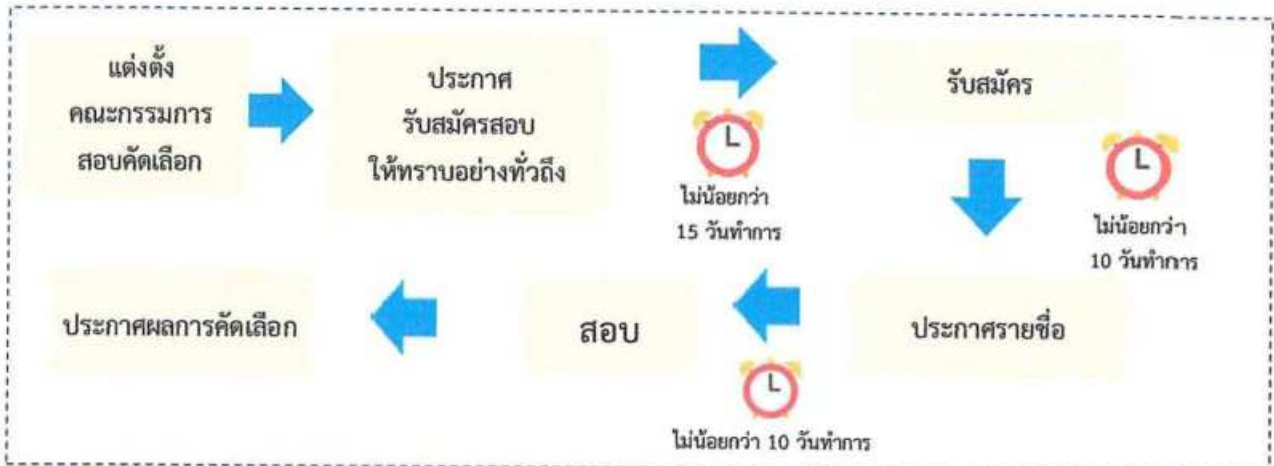 แต่งตั้ง
คณะกรรมการ
สอบคัดเลือก
ประกาศ
รับสมัครสอบ
ให้ทราบอย่างทั่วถึง
ไม่น้อยกว่า
15 วันทำการ
รับสมัคร
ไม่น้อยกว่า
10 วันทำการ
ประกาศรายชื่อ
ไม่น้อยกว่า 10 วันทำการ
สอบ
ประกาศผลการคัดเลือก